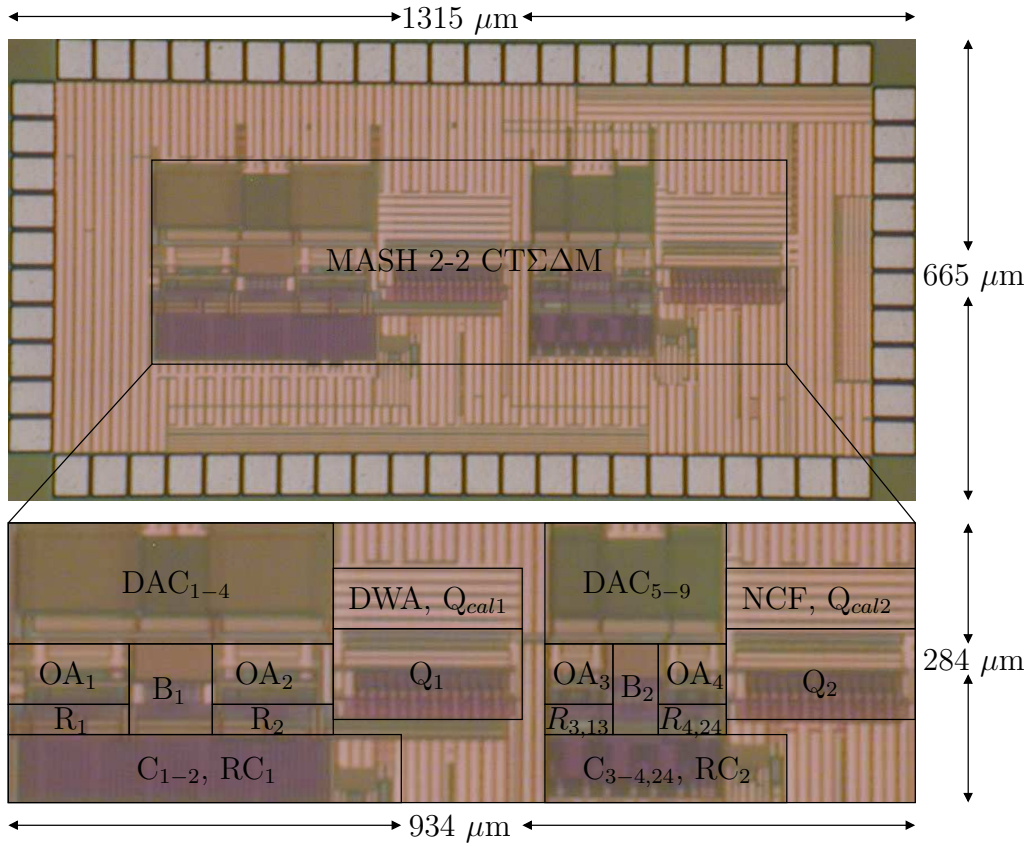 1315 μm
MASH 2-2 CTΣΔM
665 μm
DAC₁₋₄
DAC₅₋₉
DWA, Q_cal1
NCF, Q_cal2
OA₁
B₁
OA₂
Q₁
OA₃
B₂
OA₄
Q₂
284 μm
R₁
R₂
R₃,₁₃
R₄,₂₄
C₁₋₂, RC₁
C₃₋₄,₂₄, RC₂
934 μm